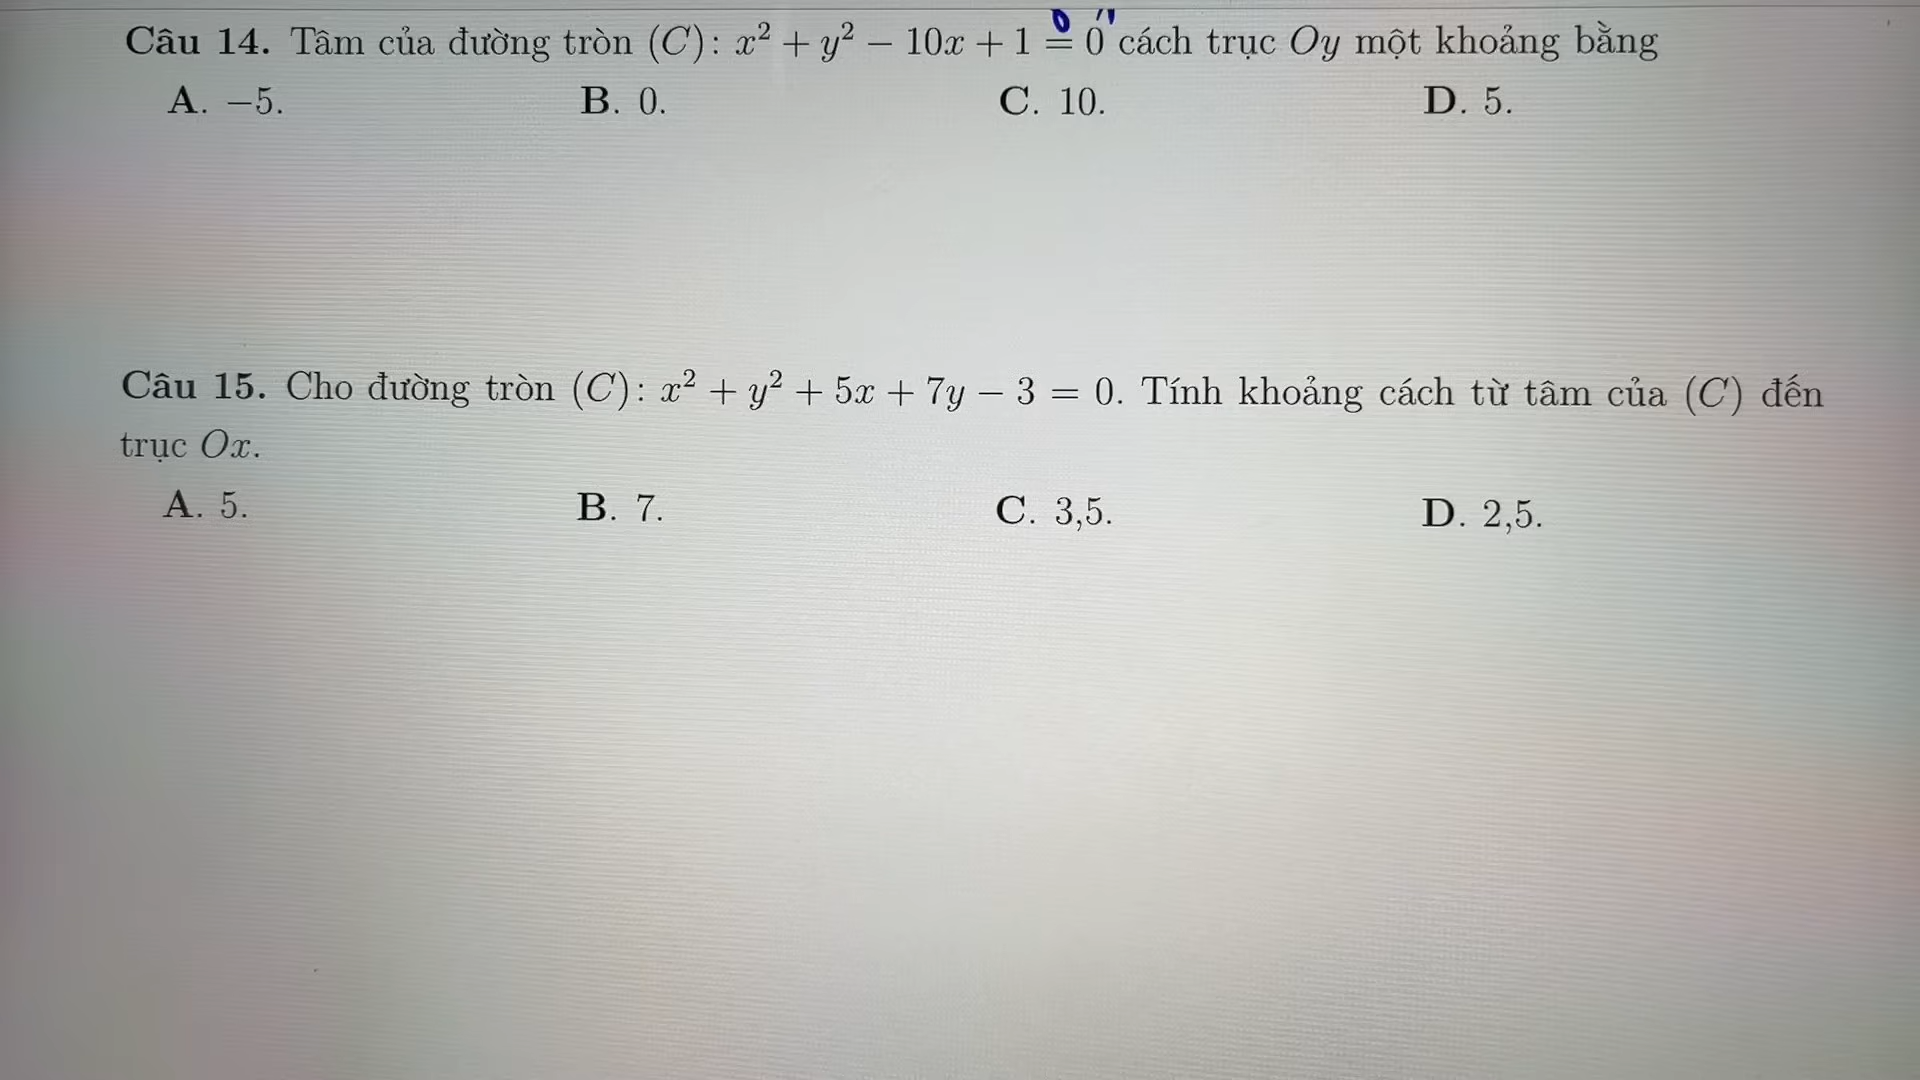 Câu 14. Tâm của đường tròn (C): x² + y² − 10x + 1 = 0 cách trục Oy một khoảng bằng
A. −5. B. 0. C. 10. D. 5.
Câu 15. Cho đường tròn (C): x² + y² + 5x + 7y − 3 = 0. Tính khoảng cách từ tâm của (C) đến
trục Ox.
A. 5. B. 7. C. 3,5. D. 2,5.